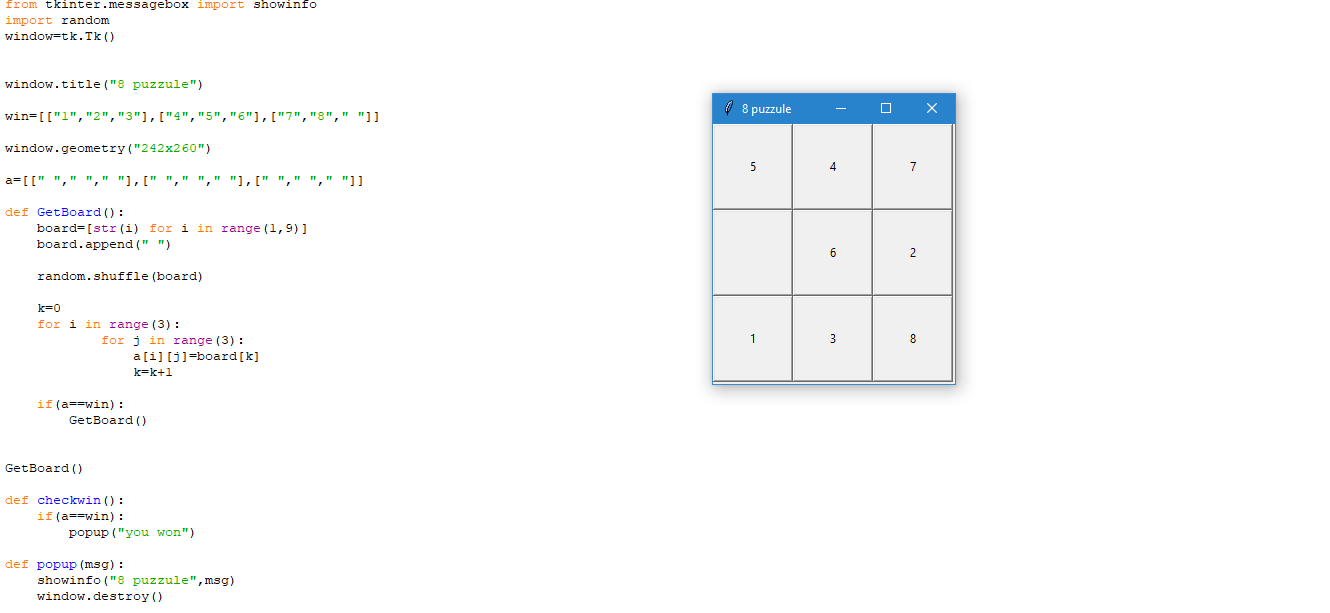 from tkinter.messagebox import showinfo
import random
window=tk.Tk()
window.title("8 puzzule")
win=[["1","2","3"],["4","5","6"],["7","8"," "]]
window.geometry("242x260")
a=[[" "," "," "],[" "," "," "],[" "," "," "]]
def GetBoard():
    board=[str(i) for i in range(1,9)]
    board.append(" ")
    random.shuffle(board)
    k=0
    for i in range(3):
            for j in range(3):
                a[i][j]=board[k]
                k=k+1
    if(a==win):
        GetBoard()
GetBoard()
def checkwin():
    if(a==win):
        popup("you won")
def popup(msg):
    showinfo("8 puzzule",msg)
    window.destroy()
8 puzzule
5 4 7
6 2
1 3 8